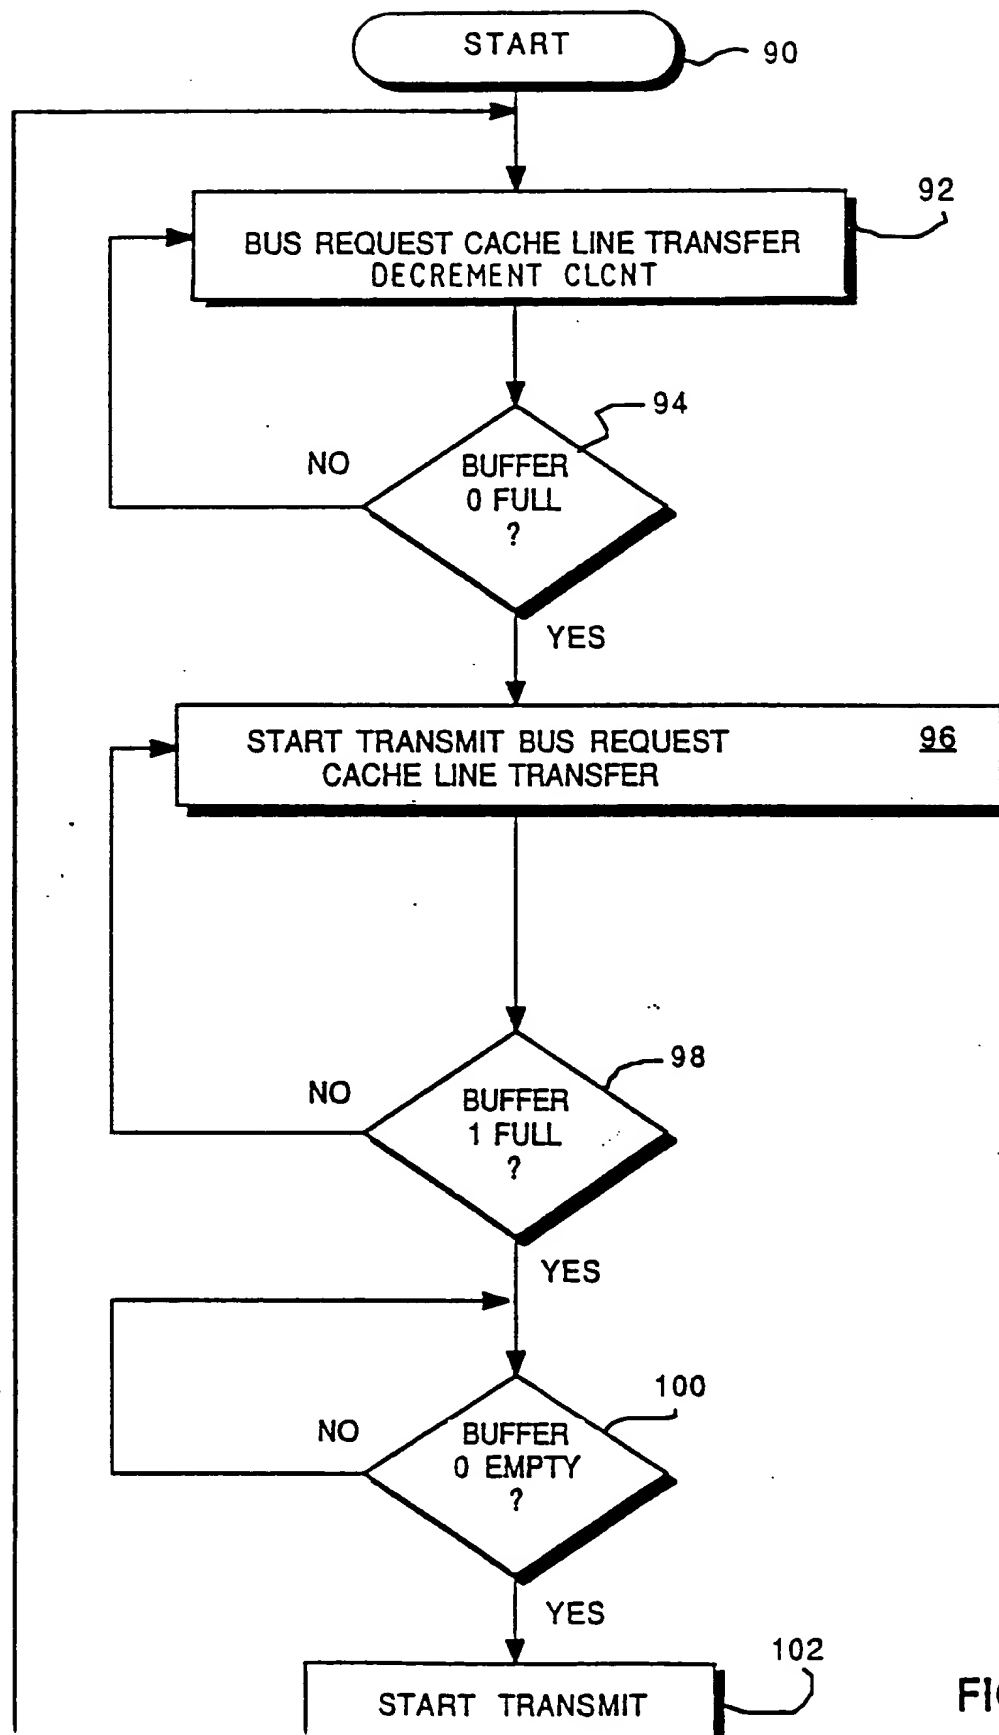 START
90
92
BUS REQUEST CACHE LINE TRANSFER
DECREMENT CLCNT
94
NO
BUFFER
0 FULL
?
YES
START TRANSMIT BUS REQUEST
CACHE LINE TRANSFER
96
98
NO
BUFFER
1 FULL
?
YES
100
NO
BUFFER
0 EMPTY
?
YES
102
START TRANSMIT